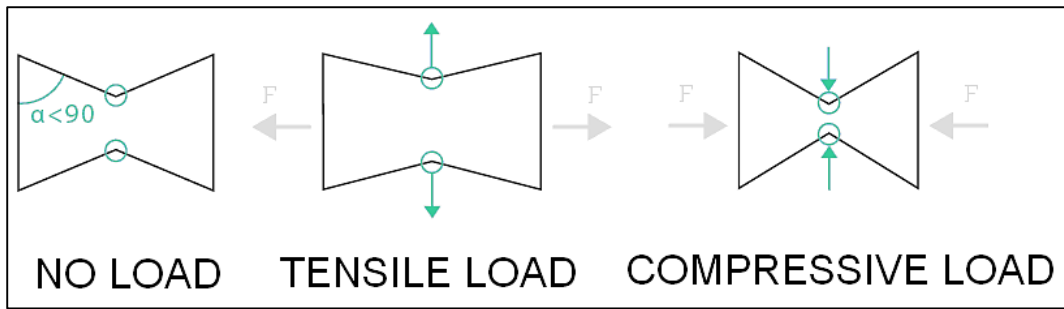 α<90
F
F
F
F
NO LOAD
TENSILE LOAD
COMPRESSIVE LOAD